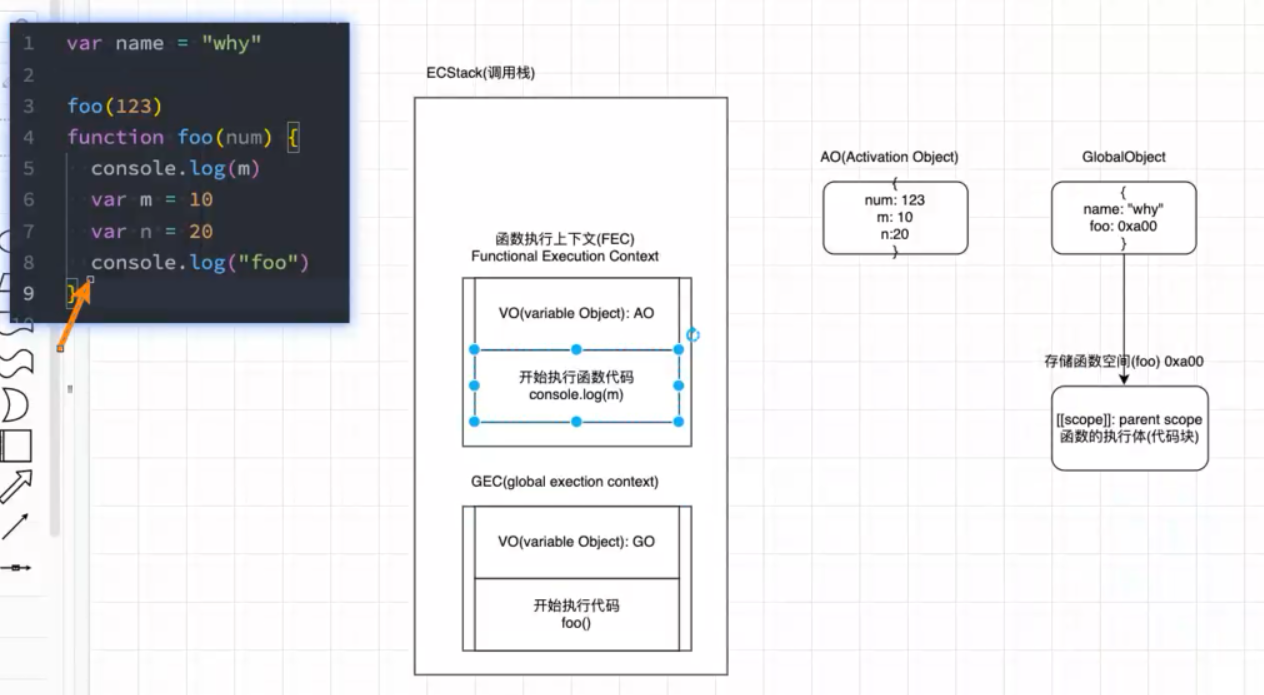 1 var name = "why"
2
3 foo(123)
4 function foo(num) {
5 console.log(m)
6 var m = 10
7 var n = 20
8 console.log("foo")
9 }
ECStack(调用栈)
函数执行上下文(FEC)
Functional Execution Context
VO(variable Object): AO
开始执行函数代码
console.log(m)
GEC(global exection context)
VO(variable Object): GO
开始执行代码
foo()
AO(Activation Object)
{
num: 123
m: 10
n:20
}
GlobalObject
{
name: "why"
foo: 0xa00
}
存储函数空间(foo) 0xa00
[[scope]]: parent scope
函数的执行体(代码块)